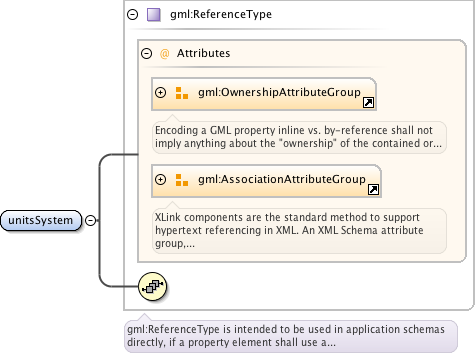 gml:ReferenceType
@ Attributes
gml:OwnershipAttributeGroup
Encoding a GML property inline vs. by-reference shall not
imply anything about the "ownership" of the contained or...
gml:AssociationAttributeGroup
XLink components are the standard method to support
hypertext referencing in XML. An XML Schema attribute
group,...
unitsSystem
gml:ReferenceType is intended to be used in application schemas
directly, if a property element shall use a...